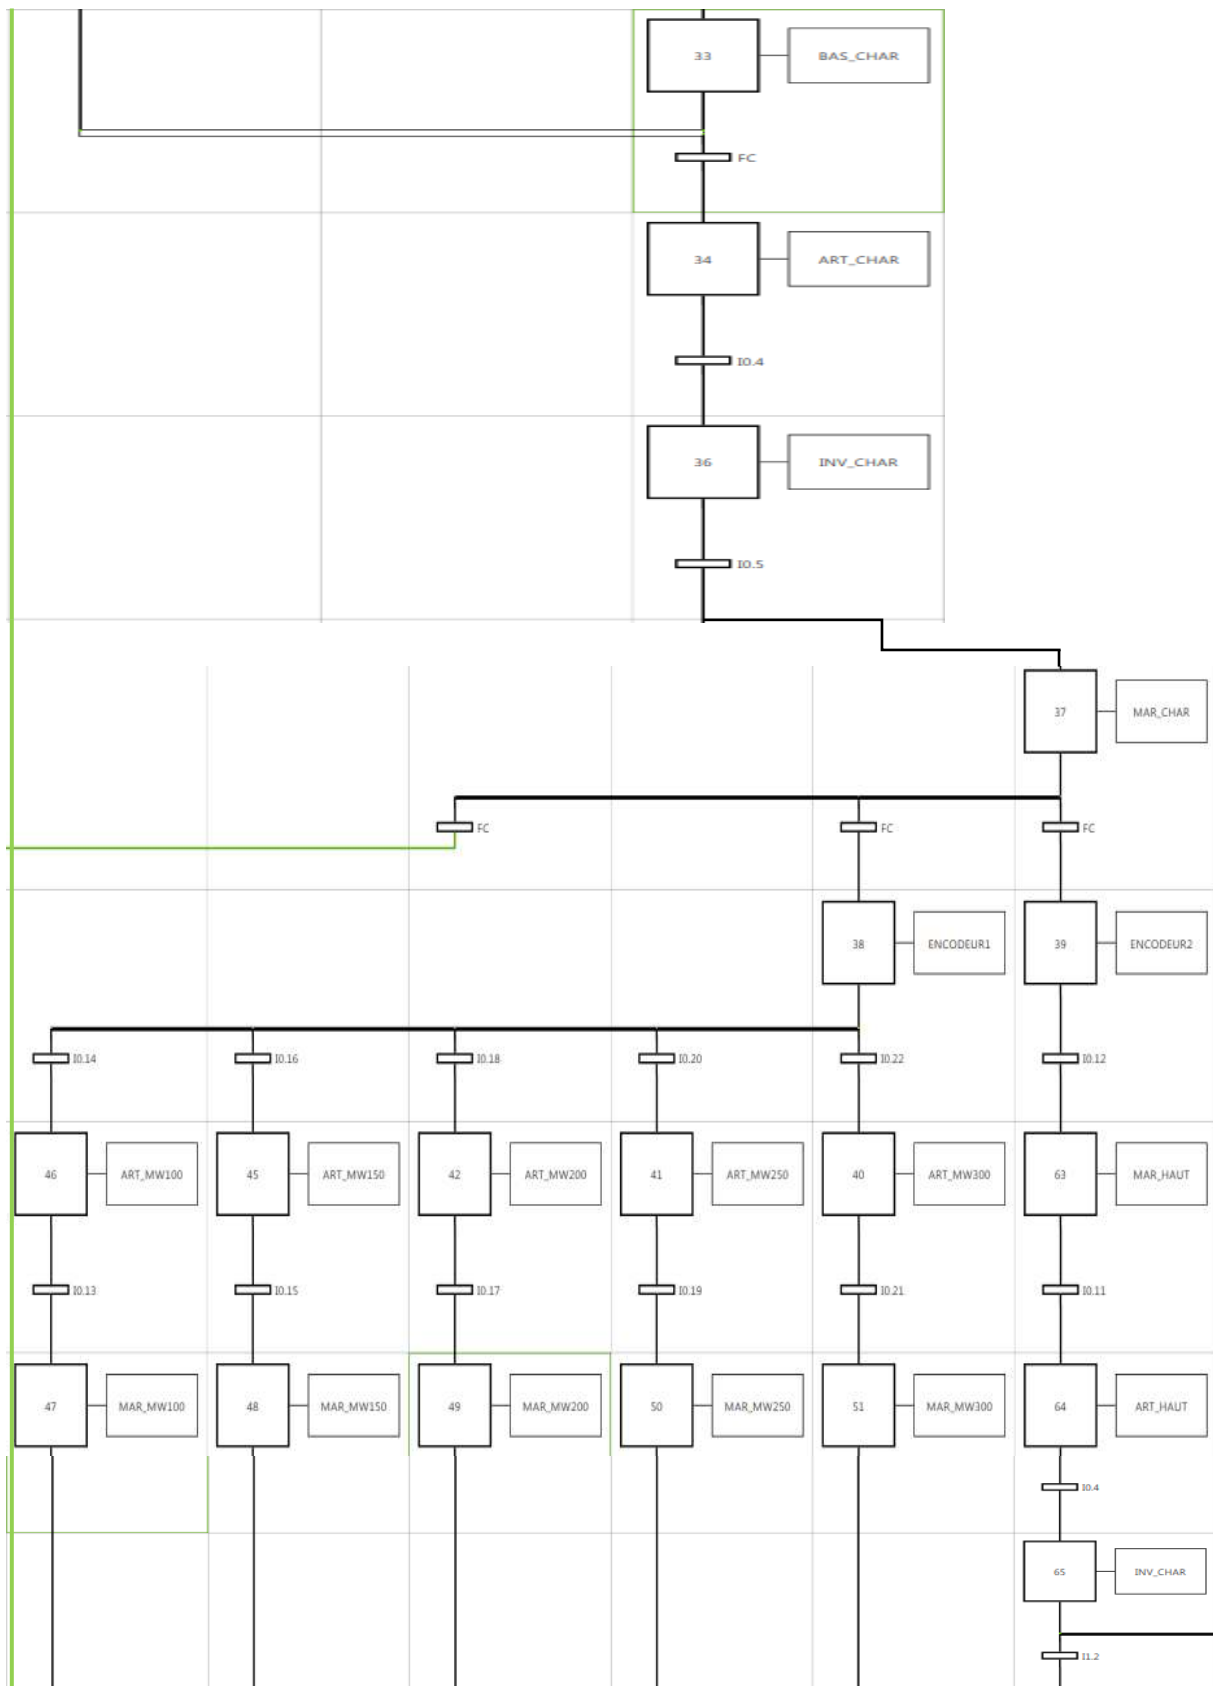 33 BAS_CHAR
FC
34 ART_CHAR
I0.4
36 INV_CHAR
I0.5
37 MAR_CHAR
FC FC FC
38 ENCODEUR1 39 ENCODEUR2
I0.14 I0.16 I0.18 I0.20 I0.22 I0.12
46 ART_MW100 45 ART_MW150 42 ART_MW200 41 ART_MW250 40 ART_MW300 63 MAR_HAUT
I0.13 I0.15 I0.17 I0.19 I0.21 I0.11
47 MAR_MW100 48 MAR_MW150 49 MAR_MW200 50 MAR_MW250 51 MAR_MW300 64 ART_HAUT
I0.4
65 INV_CHAR
I1.2